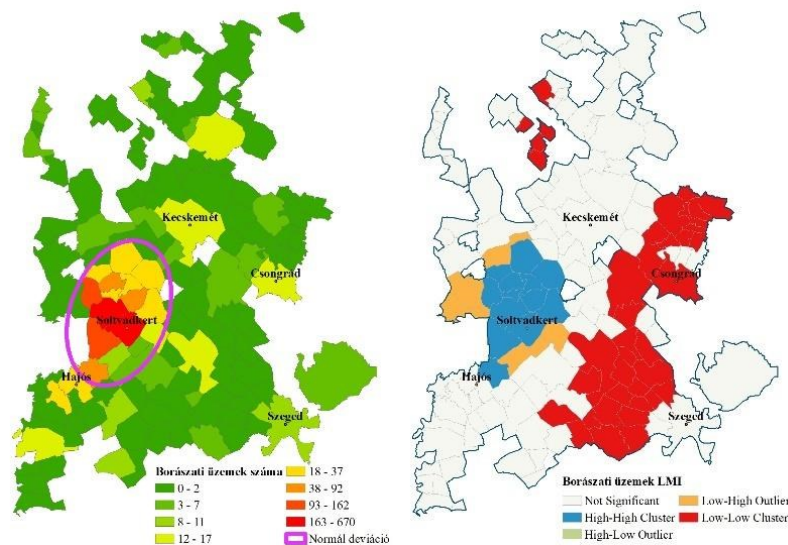 Kecskemét
Csongrád
Soltvadkert
Hajós
Szeged
Borászati üzemek száma
0 - 2
3 - 7
8 - 11
12 - 17
18 - 37
38 - 92
93 - 162
163 - 670
Normál deviáció
Kecskemét
Csongrád
Soltvadkert
Hajós
Szeged
Borászati üzemek LMI
Not Significant
High-High Cluster
High-Low Outlier
Low-High Outlier
Low-Low Cluster